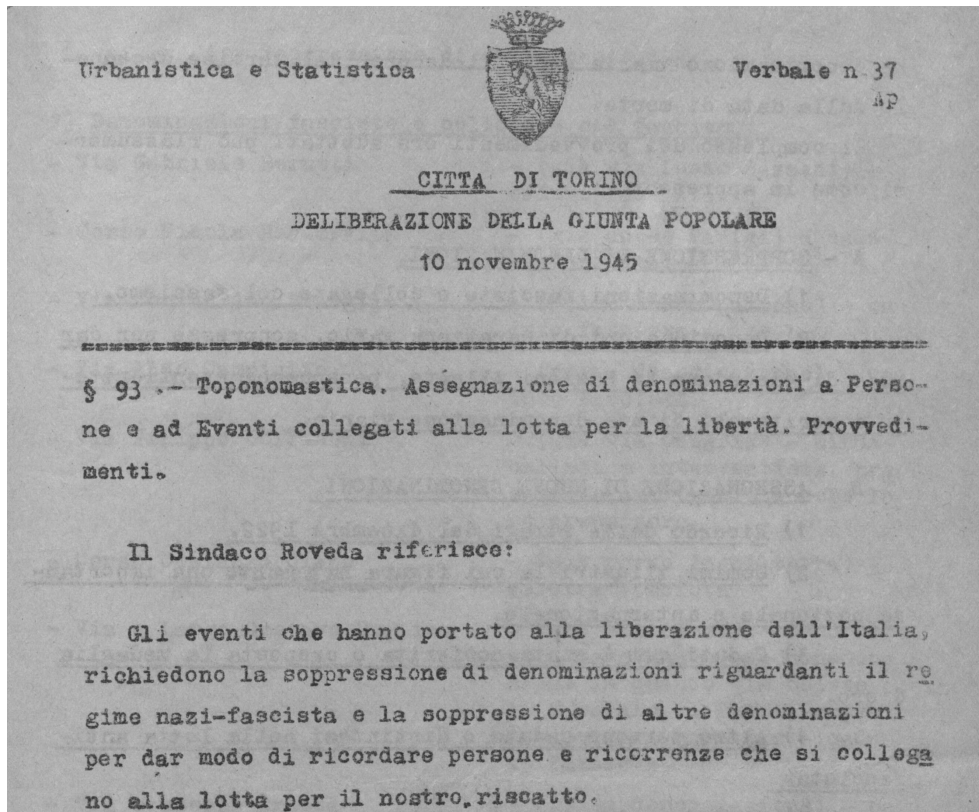 Urbanistica e Statistica
Verbale n 37
AP
CITTA DI TORINO
DELIBERAZIONE DELLA GIUNTA POPOLARE
10 novembre 1945
§ 93 .- Toponomastica. Assegnazione di denominazioni a Perso-
ne e ad Eventi collegati alla lotta per la libertà. Provvedi-
menti.
Il Sindaco Roveda riferisce:
Gli eventi che hanno portato alla liberazione dell'Italia,
richiedono la soppressione di denominazioni riguardanti il re
gime nazi-fascista e la soppressione di altre denominazioni
per dar modo di ricordare persone e ricorrenze che si collega
no alla lotta per il nostro riscatto.